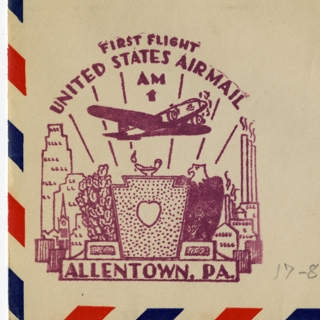 FIRST FLIGHT
UNITED STATES AIRMAIL
AM
ALLENTOWN, PA.
17-8